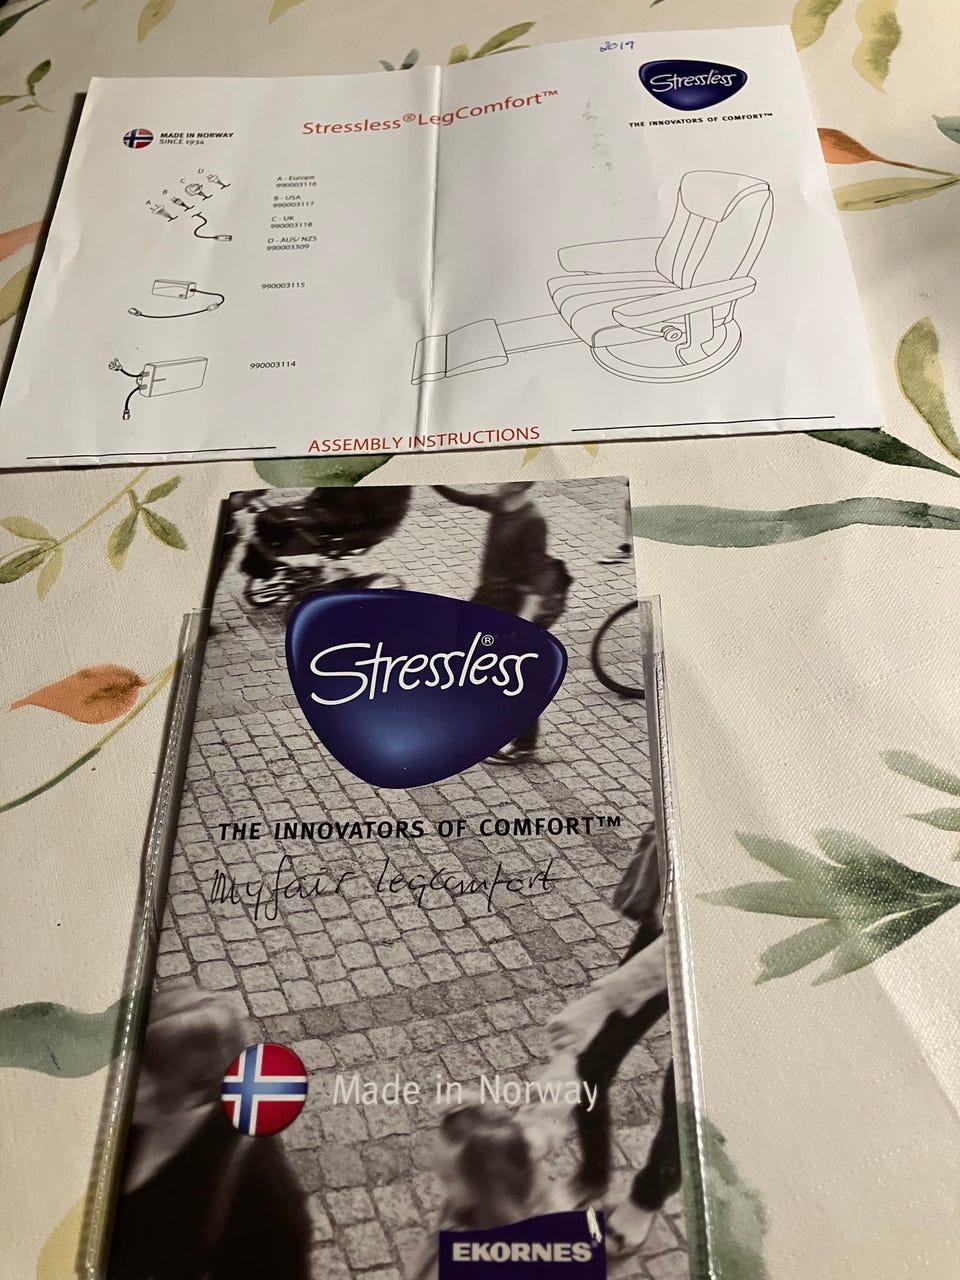 2019
Stressless®
THE INNOVATORS OF COMFORT™
Stressless®LegComfort™
MADE IN NORWAY
SINCE 1934
D
C
B
A
A - Europe
990003116
B - USA
990003117
C - UK
990003118
D - AUS/ NZS
990003309
990003115
990003114
ASSEMBLY INSTRUCTIONS
Stressless®
THE INNOVATORS OF COMFORT™
Myfair LegComfort
Made in Norway
EKORNES®